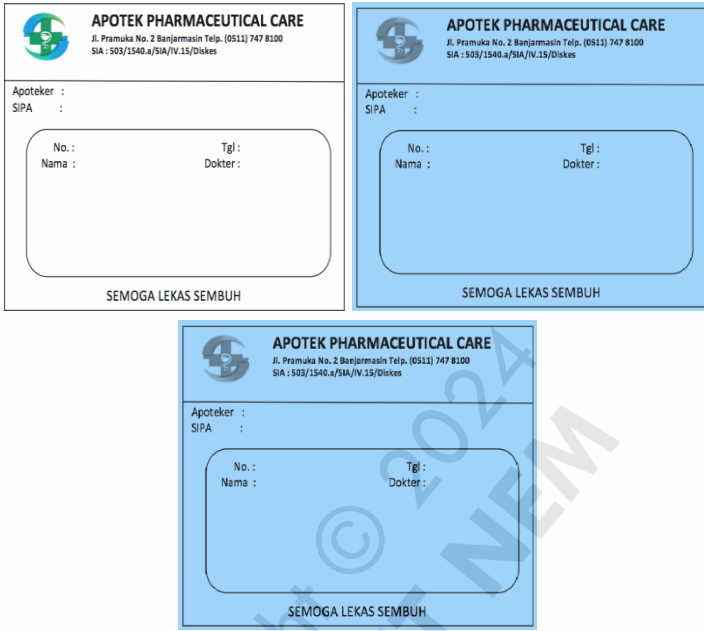 APOTEK PHARMACEUTICAL CARE
Jl. Pramuka No. 2 Banjarmasin Telp. (0511) 747 8100
SIA : 503/1540.a/SIA/IV.15/Diskes
Apoteker :
SIPA :
No. : Tgl :
Nama : Dokter :
SEMOGA LEKAS SEMBUH
APOTEK PHARMACEUTICAL CARE
Jl. Pramuka No. 2 Banjarmasin Telp. (0511) 747 8100
SIA : 503/1540.a/SIA/IV.15/Diskes
Apoteker :
SIPA :
No. : Tgl :
Nama : Dokter :
SEMOGA LEKAS SEMBUH
APOTEK PHARMACEUTICAL CARE
Jl. Pramuka No. 2 Banjarmasin Telp. (0511) 747 8100
SIA : 503/1540.a/SIA/IV.15/Diskes
Apoteker :
SIPA :
No. : Tgl :
Nama : Dokter :
SEMOGA LEKAS SEMBUH
© 2024
NEM